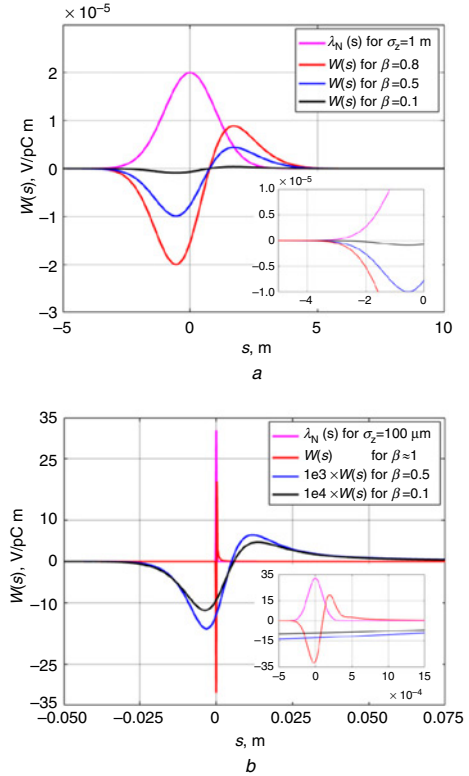 × 10⁻⁵
λN (s) for σz=1 m
W(s) for β=0.8
W(s) for β=0.5
W(s) for β=0.1
W(s), V/pC m
2
1
0
−1
−2
−3
× 10⁻⁵
1.0
0.5
0
−0.5
−1.0
−4 −2 0
−5 0 5 10
s, m
a
λN (s) for σz=100 μm
W(s) for β≈1
1e3 ×W(s) for β=0.5
1e4 ×W(s) for β=0.1
W(s), V/pC m
35
25
10
0
−10
−25
−35
35
15
0
−15
−35
−5 0 5 10 15
× 10⁻⁴
−0.050 −0.025 0 0.025 0.050 0.075
s, m
b